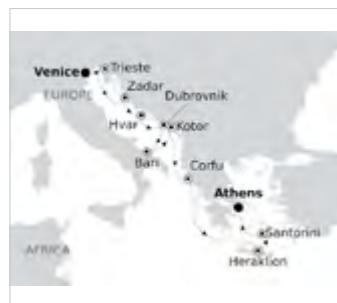 Venice
Trieste
EUROPE
Zadar
Dubrovnik
Hvar
Kotor
Bari
Corfu
Athens
Santorini
AFRICA
Heraklion